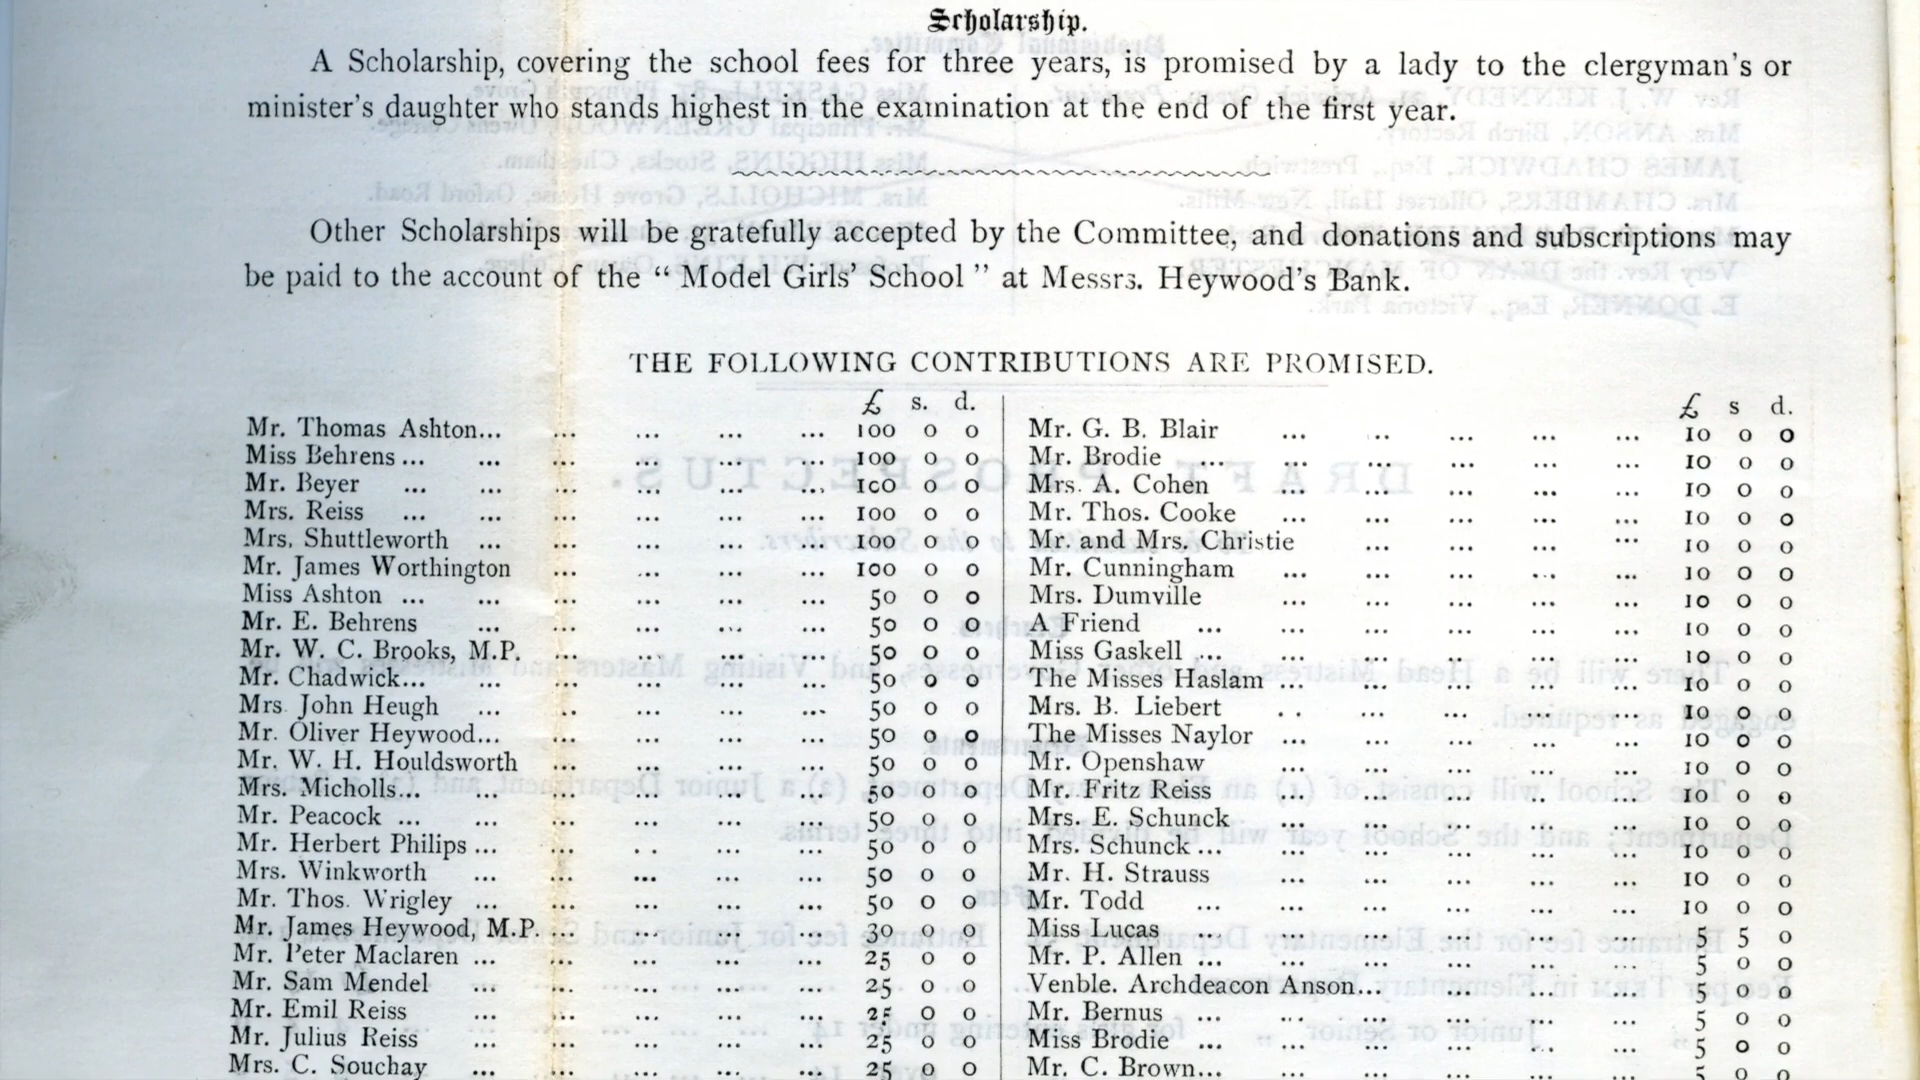 Scholarship.
A Scholarship, covering the school fees for three years, is promised by a lady to the clergyman's or
minister's daughter who stands highest in the examination at the end of the first year.
Other Scholarships will be gratefully accepted by the Committee, and donations and subscriptions may
be paid to the account of the “ Model Girls' School ” at Messrs. Heywood's Bank.
THE FOLLOWING CONTRIBUTIONS ARE PROMISED.
£ s. d.
Mr. Thomas Ashton... ... ... ... ... 100 0 0
Miss Behrens ... ... ... ... ... ... 100 0 0
Mr. Beyer ... ... ... ... ... ... 100 0 0
Mrs. Reiss ... ... ... ... ... ... 100 0 0
Mrs. Shuttleworth ... ... ... ... ... 100 0 0
Mr. James Worthington ... ... ... ... 100 0 0
Miss Ashton ... ... ... ... ... ... 50 0 0
Mr. E. Behrens ... ... ... ... ... 50 0 0
Mr. W. C. Brooks, M.P. ... ... ... ... 50 0 0
Mr. Chadwick... ... ... ... ... ... 50 0 0
Mrs John Heugh ... ... ... ... ... 50 0 0
Mr. Oliver Heywood... ... ... ... ... 50 0 0
Mr. W. H. Houldsworth ... ... ... ... 50 0 0
Mrs. Micholls... ... ... ... ... ... 50 0 0
Mr. Peacock ... ... ... ... ... ... 50 0 0
Mr. Herbert Philips ... ... ... ... ... 50 0 0
Mrs. Winkworth ... ... ... ... ... 50 0 0
Mr. Thos. Wrigley ... ... ... ... ... 50 0 0
Mr. James Heywood, M.P. ... ... ... ... 30 0 0
Mr. Peter Maclaren ... ... ... ... ... 25 0 0
Mr. Sam Mendel ... ... ... ... ... 25 0 0
Mr. Emil Reiss ... ... ... ... ... 25 0 0
Mr. Julius Reiss ... ... ... ... ... 25 0 0
Mrs. C. Souchay ... ... ... ... ... 25 0 0
£ s d.
Mr. G. B. Blair ... ... ... ... ... 10 0 0
Mr. Brodie ... ... ... ... ... ... 10 0 0
Mrs. A. Cohen ... ... ... ... ... 10 0 0
Mr. Thos. Cooke ... ... ... ... ... 10 0 0
Mr. and Mrs. Christie ... ... ... ... 10 0 0
Mr. Cunningham ... ... ... ... ... 10 0 0
Mrs. Dumville ... ... ... ... ... 10 0 0
A Friend ... ... ... ... ... ... 10 0 0
Miss Gaskell ... ... ... ... ... ... 10 0 0
The Misses Haslam ... ... ... ... ... 10 0 0
Mrs. B. Liebert ... ... ... ... ... 10 0 0
The Misses Naylor ... ... ... ... ... 10 0 0
Mr. Openshaw ... ... ... ... ... 10 0 0
Mr. Fritz Reiss ... ... ... ... ... 10 0 0
Mrs. E. Schunck ... ... ... ... ... 10 0 0
Mrs. Schunck ... ... ... ... ... ... 10 0 0
Mr. H. Strauss ... ... ... ... ... 10 0 0
Mr. Todd ... ... ... ... ... ... 10 0 0
Miss Lucas ... ... ... ... ... ... 5 5 0
Mr. P. Allen ... ... ... ... ... ... 5 0 0
Venble. Archdeacon Anson... ... ... ... 5 0 0
Mr. Bernus ... ... ... ... ... ... 5 0 0
Miss Brodie ... ... ... ... ... ... 5 0 0
Mr. C. Brown... ... ... ... ... ... 5 0 0